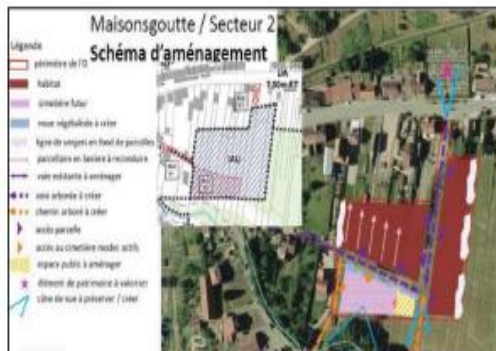 Maisonsgoutte / Secteur 2
Schéma d'aménagement
Légende
périmètre de l'O
habitat
cimetière futur
noue végétalisée à créer
ligne de vergers en fond de parcelles
parcellaire en lanière à reconduire
voie existante à aménager
voie arborée à créer
chemin arboré à créer
accès parcelle
accès au cimetière modes actifs
espace public à aménager
élément de patrimoine à valoriser
cône de vue à préserver / créer
UA
IAU